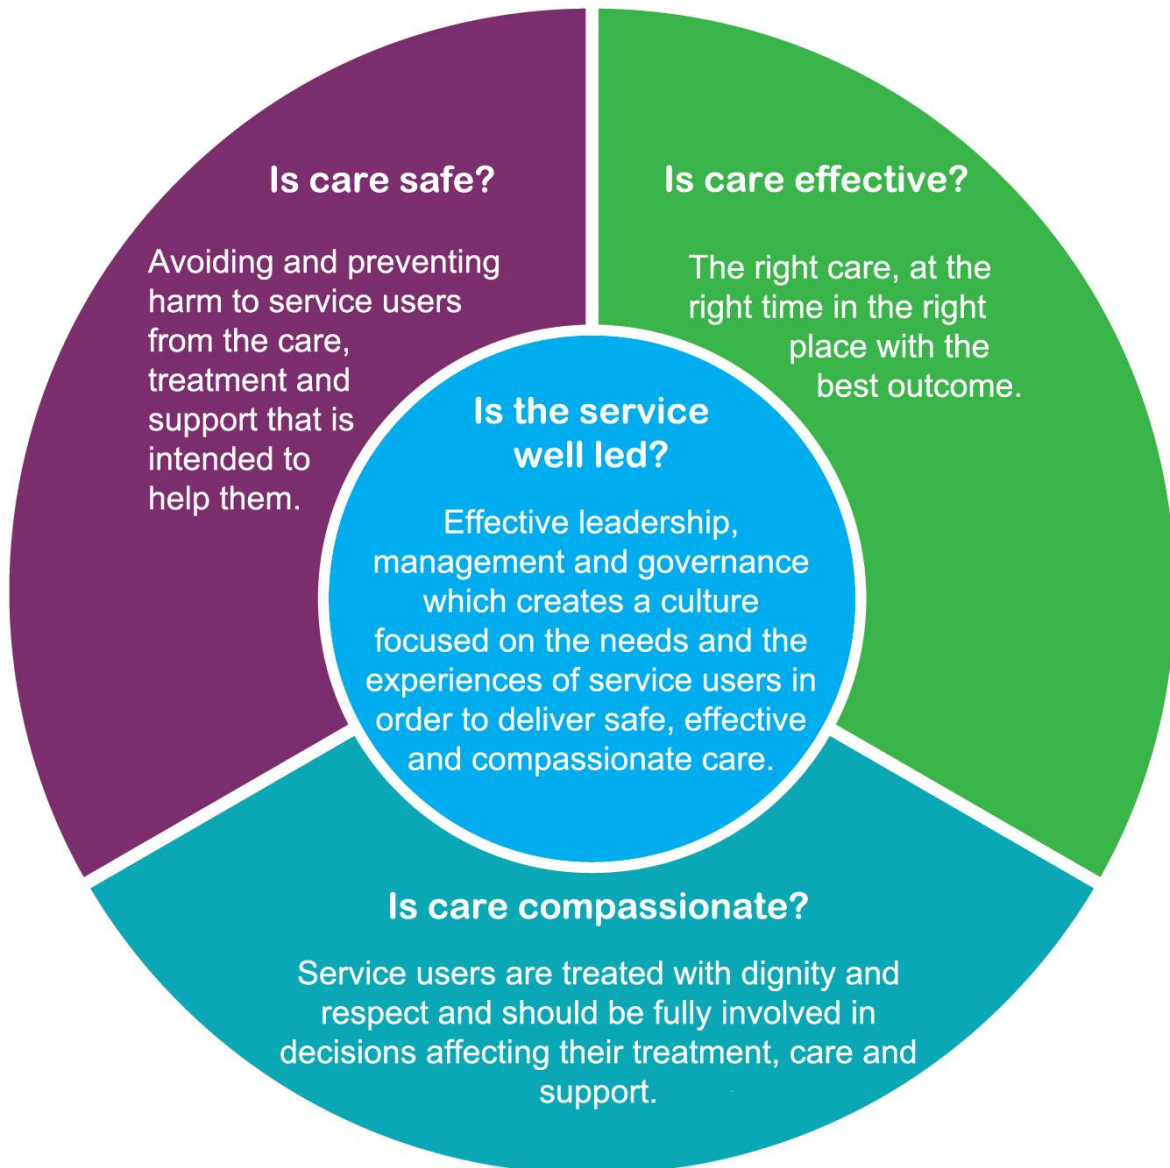 Is care safe?
Avoiding and preventing
harm to service users
from the care,
treatment and
support that is
intended to
help them.
Is care effective?
The right care, at the
right time in the right
place with the
best outcome.
Is the service
well led?
Effective leadership,
management and governance
which creates a culture
focused on the needs and the
experiences of service users in
order to deliver safe, effective
and compassionate care.
Is care compassionate?
Service users are treated with dignity and
respect and should be fully involved in
decisions affecting their treatment, care and
support.